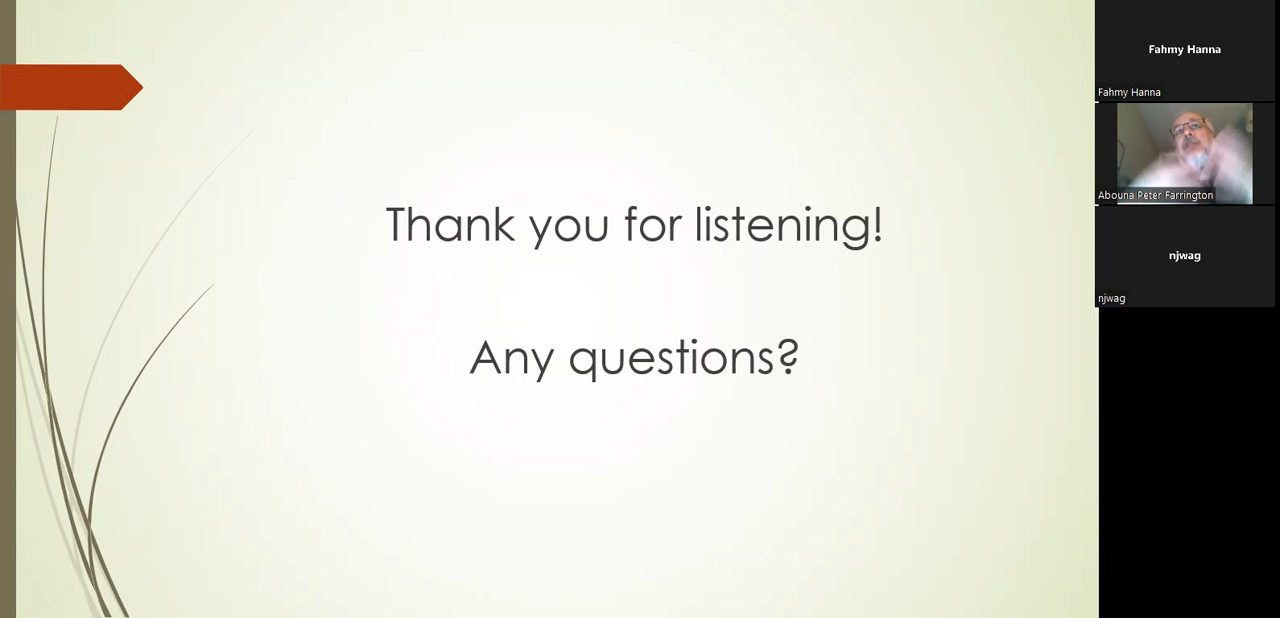 Thank you for listening!
Any questions?
Fahmy Hanna
Fahmy Hanna
Abouna Peter Farrington
njwag
njwag